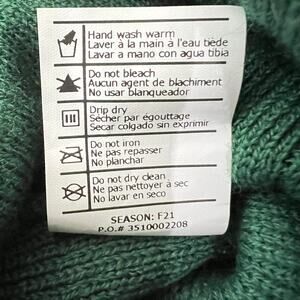 Hand wash warm
Laver à la main à l'eau tiède
Lavar a mano con agua tibia
Do not bleach
Aucun agent de blachiment
No usar blanqueador
Drip dry
Sécher par égouttage
Secar colgado sin exprimir
Do not iron
Ne pas repasser
No planchar
Do not dry clean
Ne pas nettoyer à sec
No lavar en seco
SEASON: F21
P.O.# 3510002208